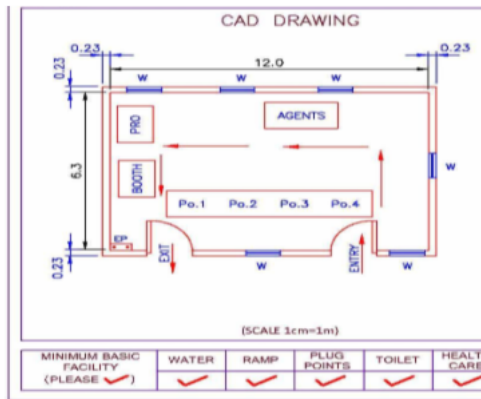 CAD DRAWING
0.23
0.23
12.0
0.23
W
W
W
PRO
AGENTS
6.3
BOOTH
W
Po.1 Po.2 Po.3 Po.4
EP
EXIT
ENTRY
0.23
W
W
(SCALE 1cm=1m)
MINIMUM BASIC
FACILITY
(PLEASE ✓)
WATER
RAMP
PLUG
POINTS
TOILET
HEALT
CARE